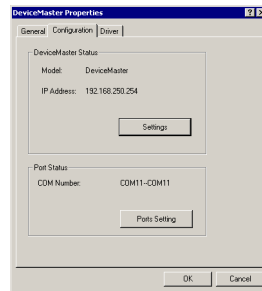 DeviceMaster Properties
General Configuration Driver
DeviceMaster Status
Model: DeviceMaster
IP Address: 192.168.250.254
Settings
Port Status
COM Number: COM11--COM11
Ports Setting
OK Cancel